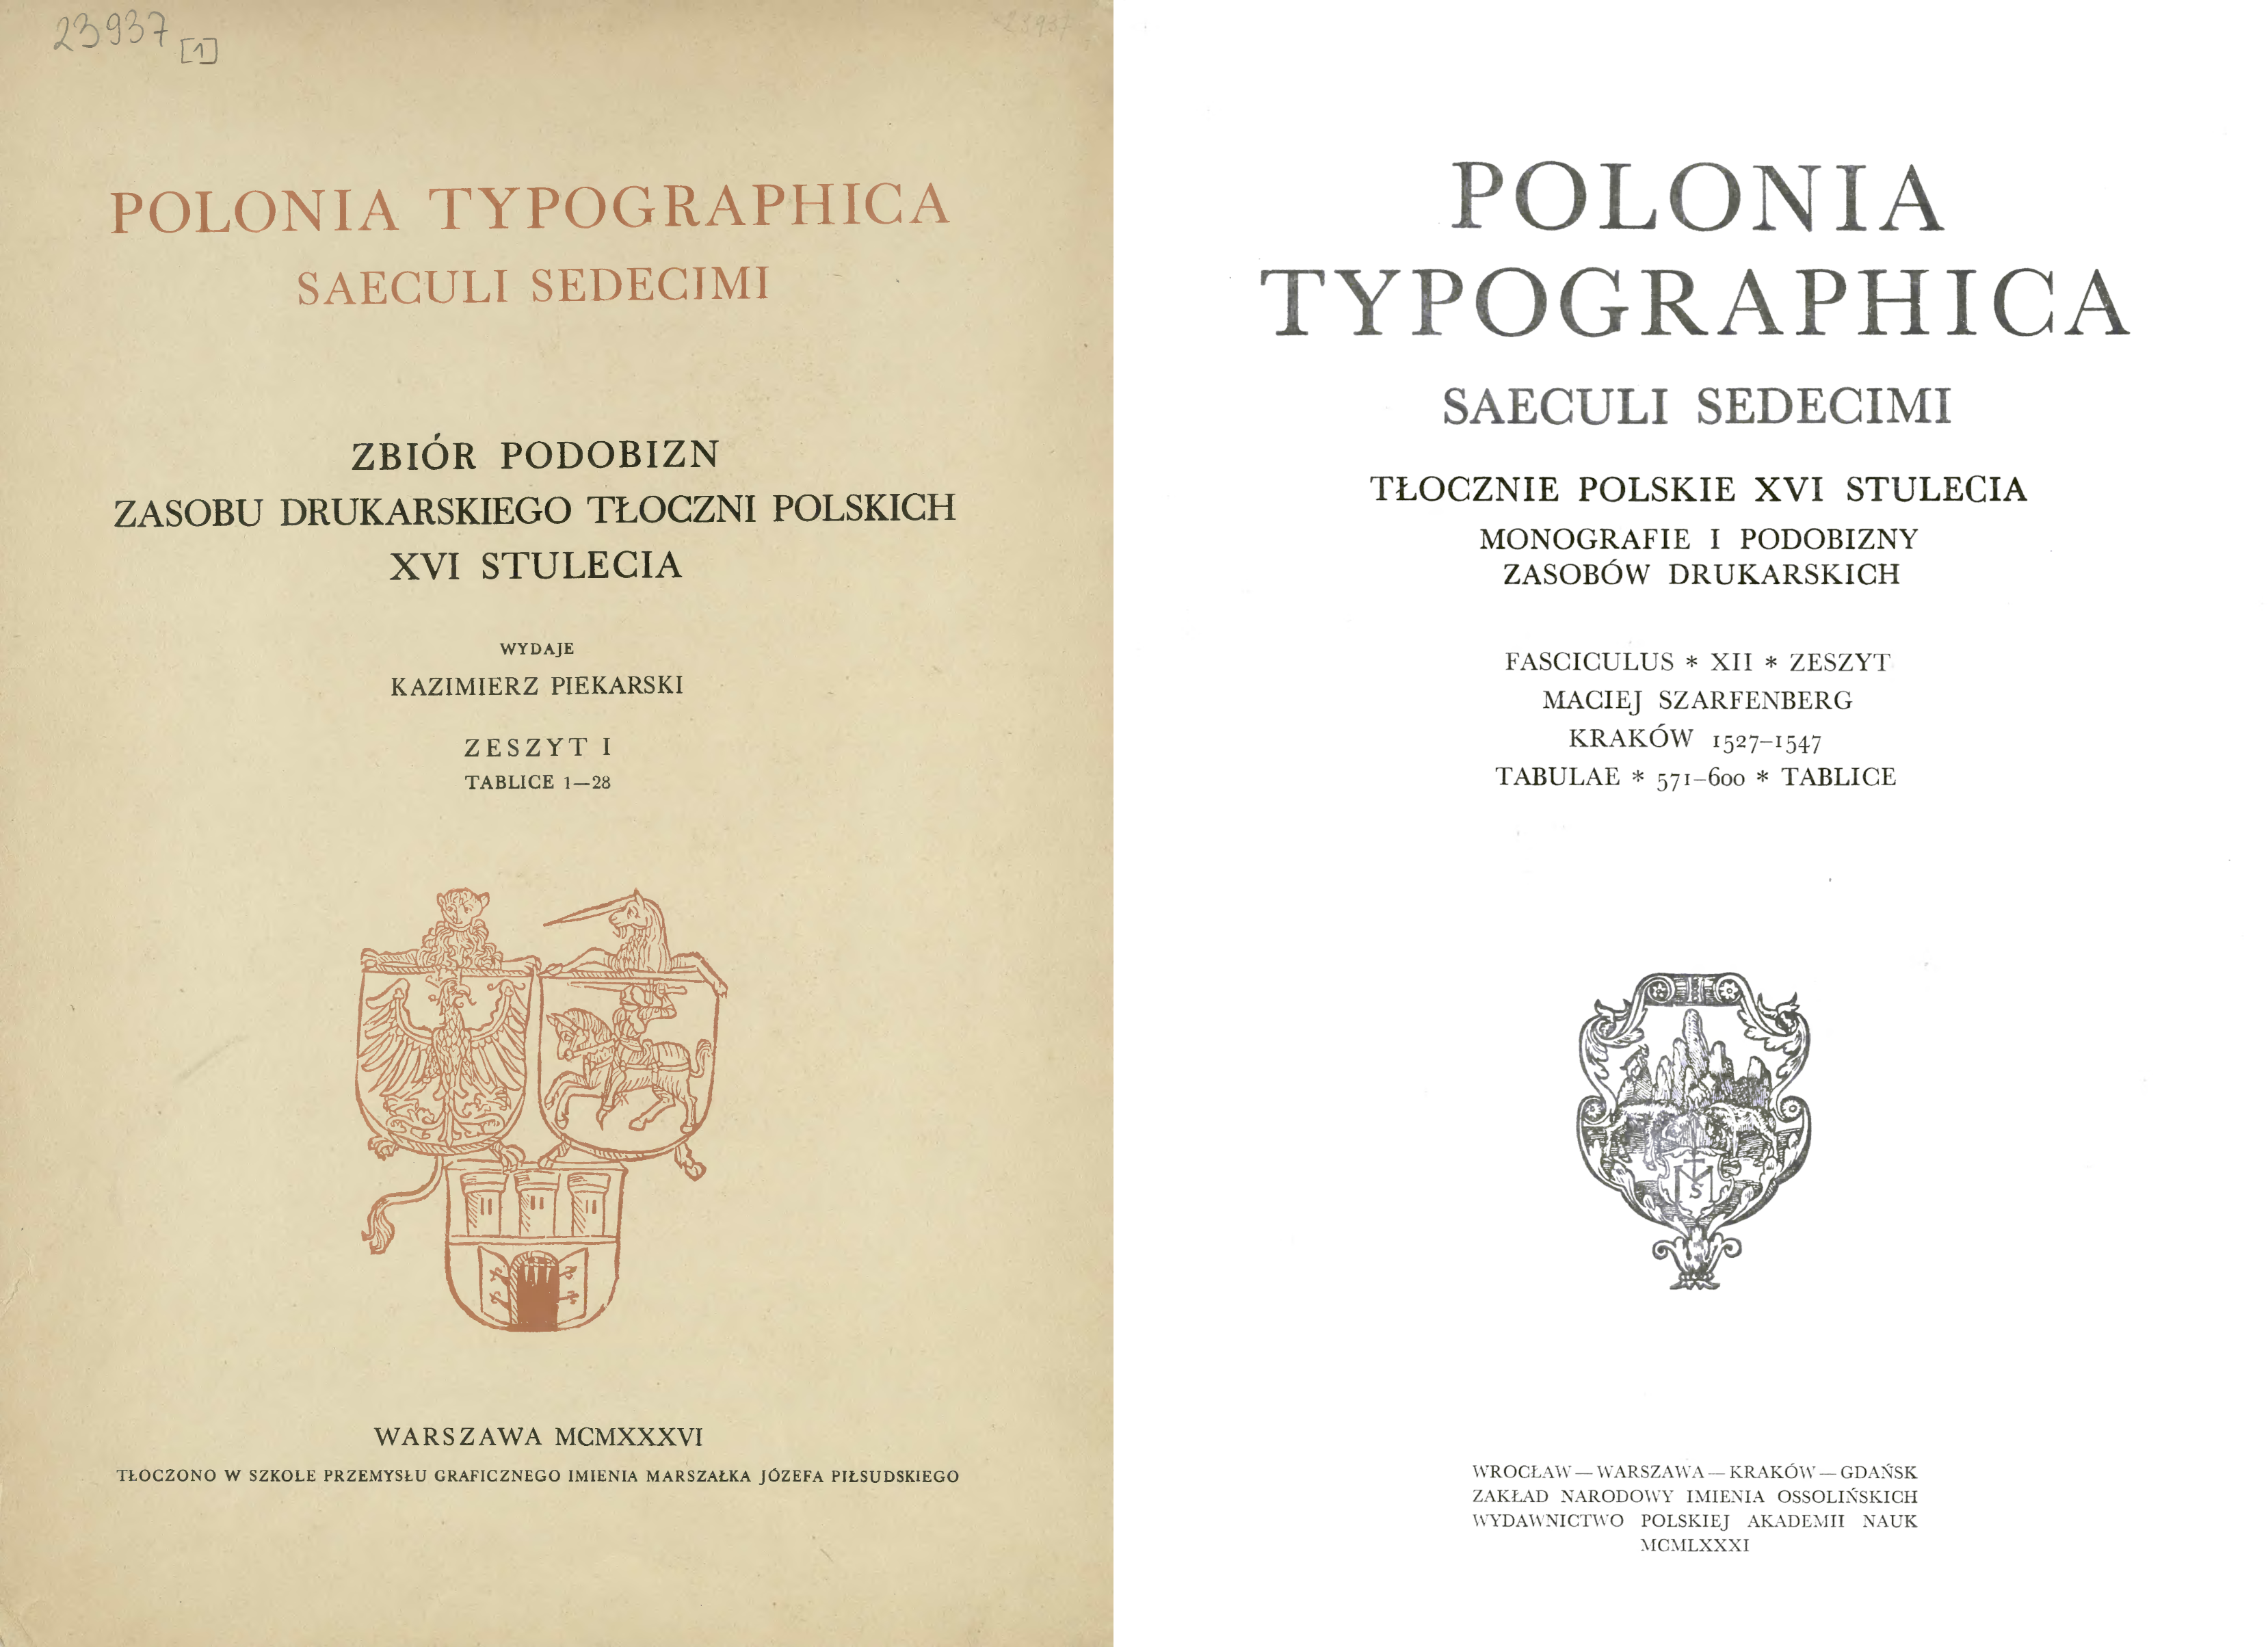 23937 [1]
23937
POLONIA TYPOGRAPHICA
SAECULI SEDECIMI
ZBIÓR PODOBIZN
ZASOBU DRUKARSKIEGO TŁOCZNI POLSKICH
XVI STULECIA
WYDAJE
KAZIMIERZ PIEKARSKI
ZESZYT I
TABLICE 1—28
WARSZAWA MCMXXXVI
TŁOCZONO W SZKOLE PRZEMYSŁU GRAFICZNEGO IMIENIA MARSZAŁKA JÓZEFA PIŁSUDSKIEGO
POLONIA
TYPOGRAPHICA
SAECULI SEDECIMI
TŁOCZNIE POLSKIE XVI STULECIA
MONOGRAFIE I PODOBIZNY
ZASOBÓW DRUKARSKICH
FASCICULUS * XII * ZESZYT
MACIEJ SZARFENBERG
KRAKÓW 1527–1547
TABULAE * 571–600 * TABLICE
MS
WROCŁAW — WARSZAWA — KRAKÓW — GDAŃSK
ZAKŁAD NARODOWY IMIENIA OSSOLIŃSKICH
WYDAWNICTWO POLSKIEJ AKADEMII NAUK
MCMLXXXI